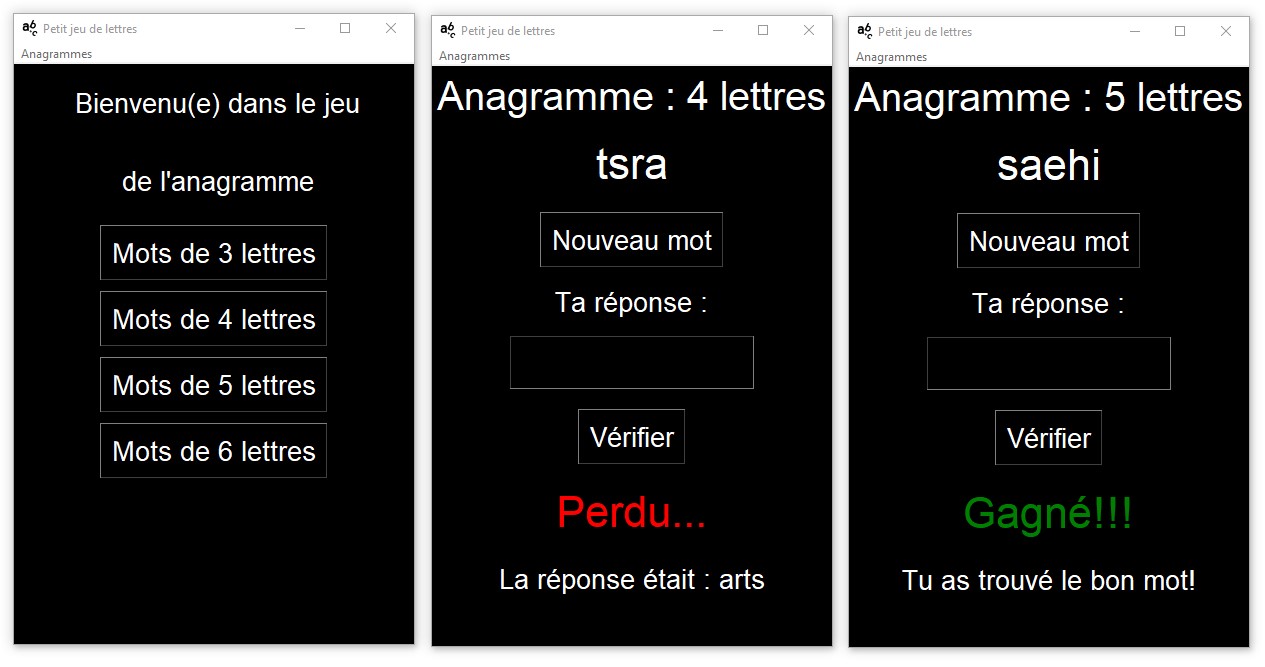 Petit jeu de lettres
Anagrammes
Bienvenu(e) dans le jeu
de l'anagramme
Mots de 3 lettres
Mots de 4 lettres
Mots de 5 lettres
Mots de 6 lettres
Petit jeu de lettres
Anagrammes
Anagramme : 4 lettres
tsra
Nouveau mot
Ta réponse :
Vérifier
Perdu...
La réponse était : arts
Petit jeu de lettres
Anagrammes
Anagramme : 5 lettres
saehi
Nouveau mot
Ta réponse :
Vérifier
Gagné!!!
Tu as trouvé le bon mot!